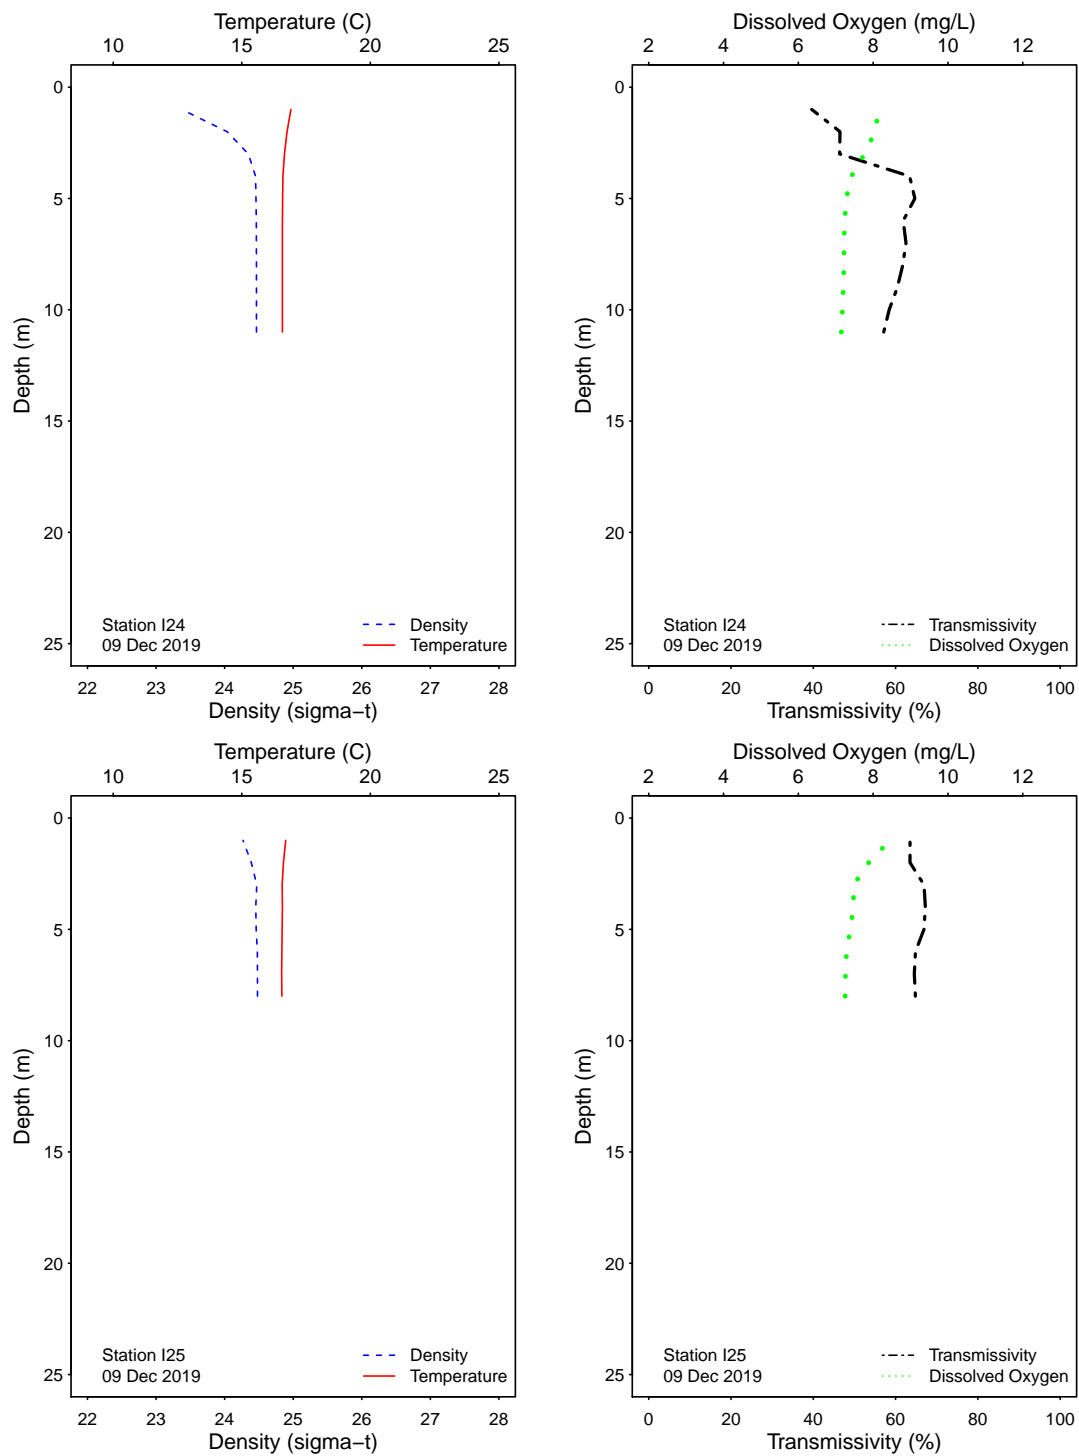 Temperature (C)
10 15 20 25
0
5
10
15
20
25
Depth (m)
Station I24
09 Dec 2019
Density
Temperature
22 23 24 25 26 27 28
Density (sigma−t)
Dissolved Oxygen (mg/L)
2 4 6 8 10 12
0
5
10
15
20
25
Depth (m)
Station I24
09 Dec 2019
Transmissivity
Dissolved Oxygen
0 20 40 60 80 100
Transmissivity (%)
Temperature (C)
10 15 20 25
0
5
10
15
20
25
Depth (m)
Station I25
09 Dec 2019
Density
Temperature
22 23 24 25 26 27 28
Density (sigma−t)
Dissolved Oxygen (mg/L)
2 4 6 8 10 12
0
5
10
15
20
25
Depth (m)
Station I25
09 Dec 2019
Transmissivity
Dissolved Oxygen
0 20 40 60 80 100
Transmissivity (%)